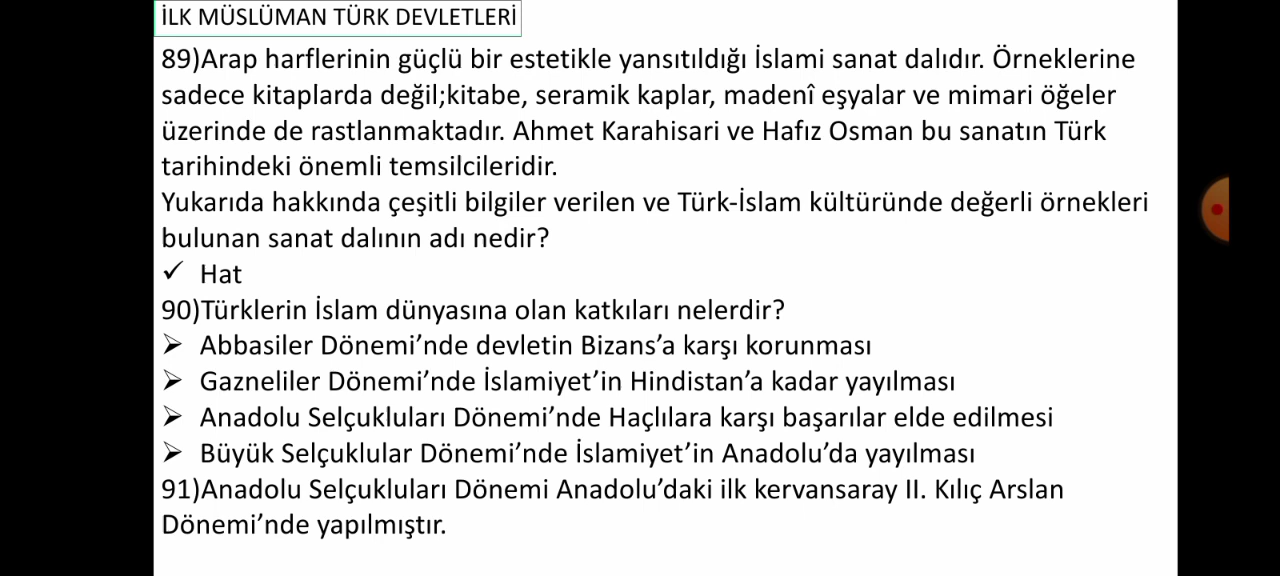 İLK MÜSLÜMAN TÜRK DEVLETLERİ
89)Arap harflerinin güçlü bir estetikle yansıtıldığı İslami sanat dalıdır. Örneklerine
sadece kitaplarda değil;kitabe, seramik kaplar, madenî eşyalar ve mimari öğeler
üzerinde de rastlanmaktadır. Ahmet Karahisari ve Hafız Osman bu sanatın Türk
tarihindeki önemli temsilcileridir.
Yukarıda hakkında çeşitli bilgiler verilen ve Türk-İslam kültüründe değerli örnekleri
bulunan sanat dalının adı nedir?
✓ Hat
90)Türklerin İslam dünyasına olan katkıları nelerdir?
➢ Abbasiler Dönemi’nde devletin Bizans’a karşı korunması
➢ Gazneliler Dönemi’nde İslamiyet’in Hindistan’a kadar yayılması
➢ Anadolu Selçukluları Dönemi’nde Haçlılara karşı başarılar elde edilmesi
➢ Büyük Selçuklular Dönemi’nde İslamiyet’in Anadolu’da yayılması
91)Anadolu Selçukluları Dönemi Anadolu’daki ilk kervansaray II. Kılıç Arslan
Dönemi’nde yapılmıştır.